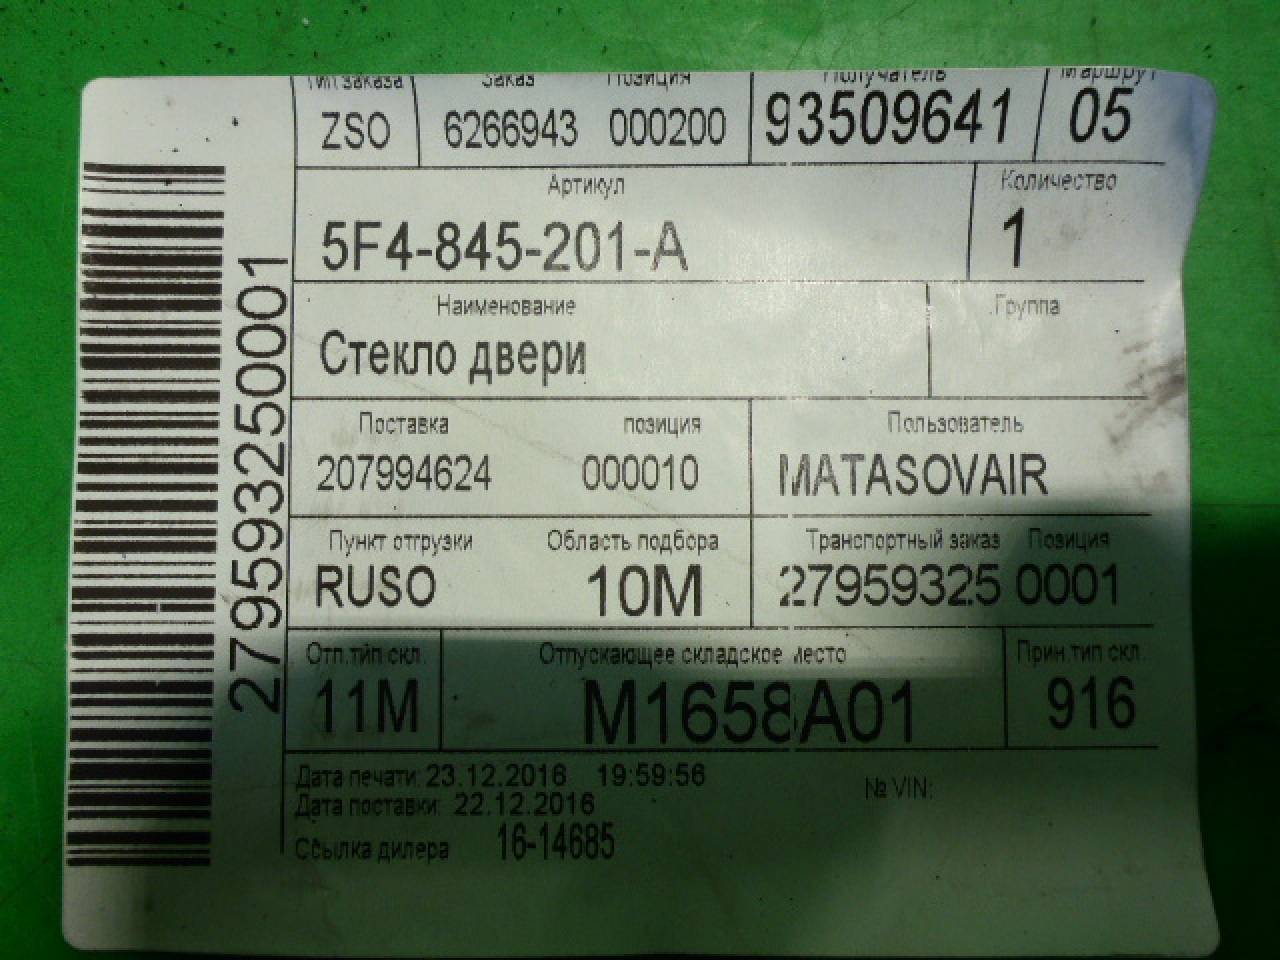 Тип заказа Заказ Позиция Получатель Маршрут
ZSO 6266943 000200 93509641 05
Артикул Количество
5F4-845-201-A 1
Наименование Группа
Стекло двери
Поставка позиция Пользователь
207994624 000010 MATASOVAIR
Пункт отгрузки Область подбора Транспортный заказ Позиция
RUSO 10M 27959325 0001
Отп.тип скл. Отпускающее складское место Прин.тип скл.
11M M1658A01 916
Дата печати: 23.12.2016 19:59:56 № VIN:
Дата поставки: 22.12.2016
Ссылка дилера 16-14685
279593250001